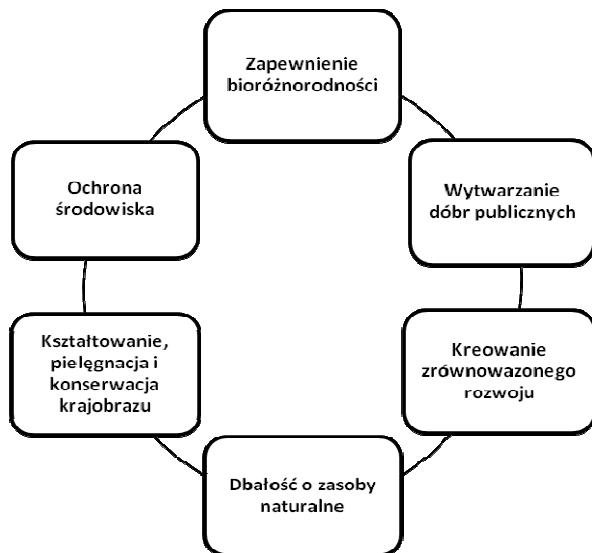 Zapewnienie
bioróżnorodności
Wytwarzanie
dóbr publicznych
Kreowanie
zrównowazonego
rozwoju
Dbałość o zasoby
naturalne
Kształtowanie,
pielęgnacja i
konserwacja
krajobrazu
Ochrona
środowiska